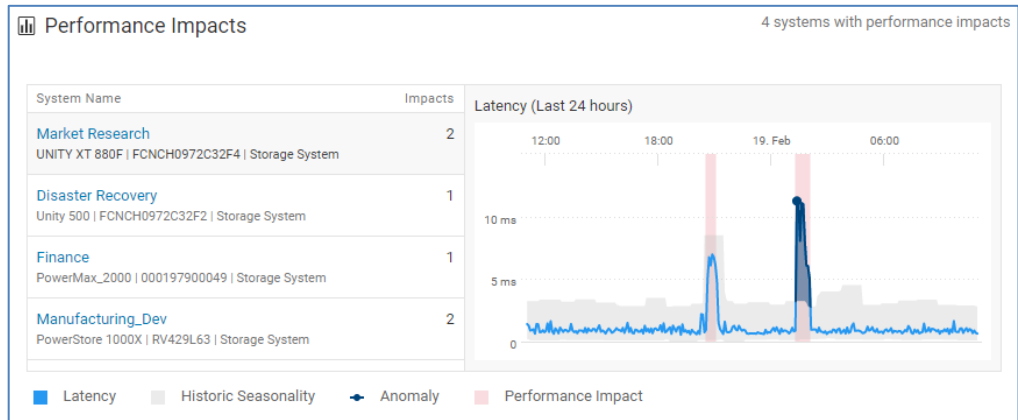 Performance Impacts
4 systems with performance impacts
System Name Impacts
Market Research 2
UNITY XT 880F | FCNCH0972C32F4 | Storage System
Disaster Recovery 1
Unity 500 | FCNCH0972C32F2 | Storage System
Finance 1
PowerMax_2000 | 000197900049 | Storage System
Manufacturing_Dev 2
PowerStore 1000X | RV429L63 | Storage System
Latency (Last 24 hours)
12:00 18:00 19. Feb 06:00
10 ms
5 ms
0
Latency Historic Seasonality Anomaly Performance Impact